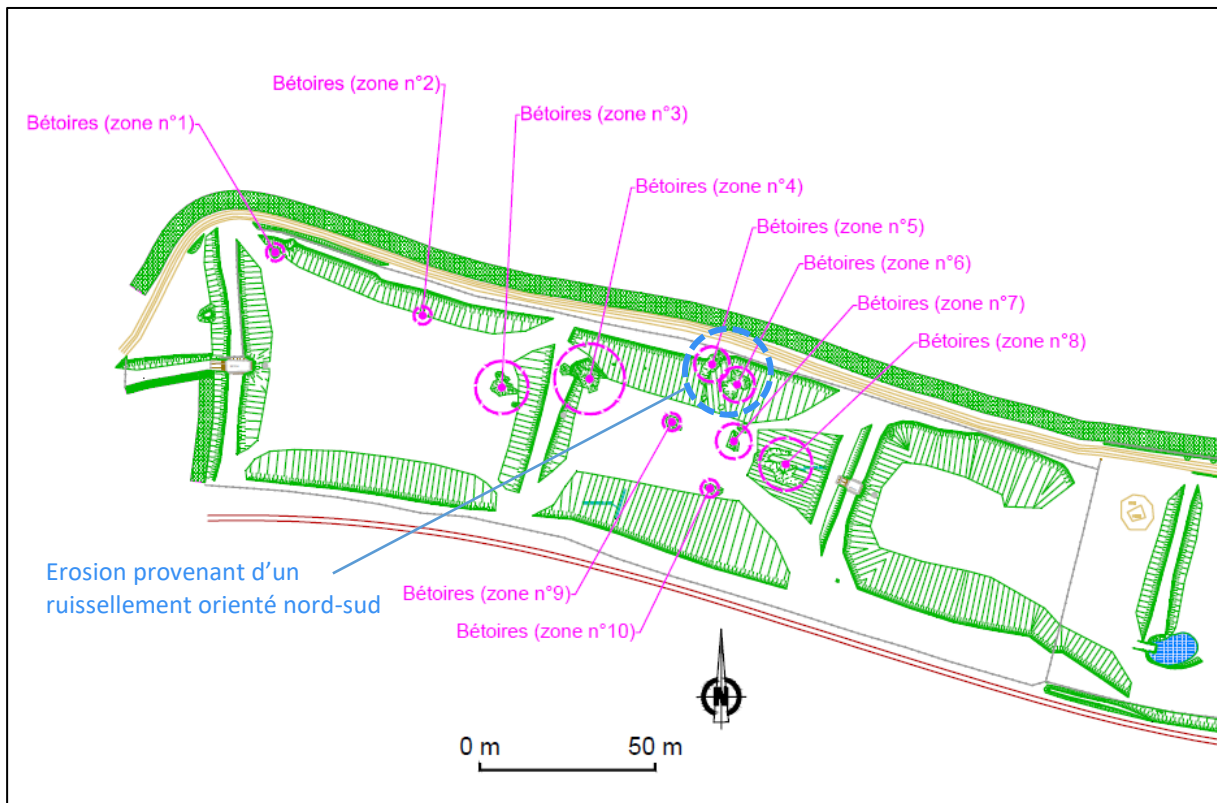 Bétoires (zone n°2)
Bétoires (zone n°1)
Bétoires (zone n°3)
Bétoires (zone n°4)
Bétoires (zone n°5)
Bétoires (zone n°6)
Bétoires (zone n°7)
Bétoires (zone n°8)
Erosion provenant d'un
ruissellement orienté nord-sud
Bétoires (zone n°9)
Bétoires (zone n°10)
N
0 m 50 m